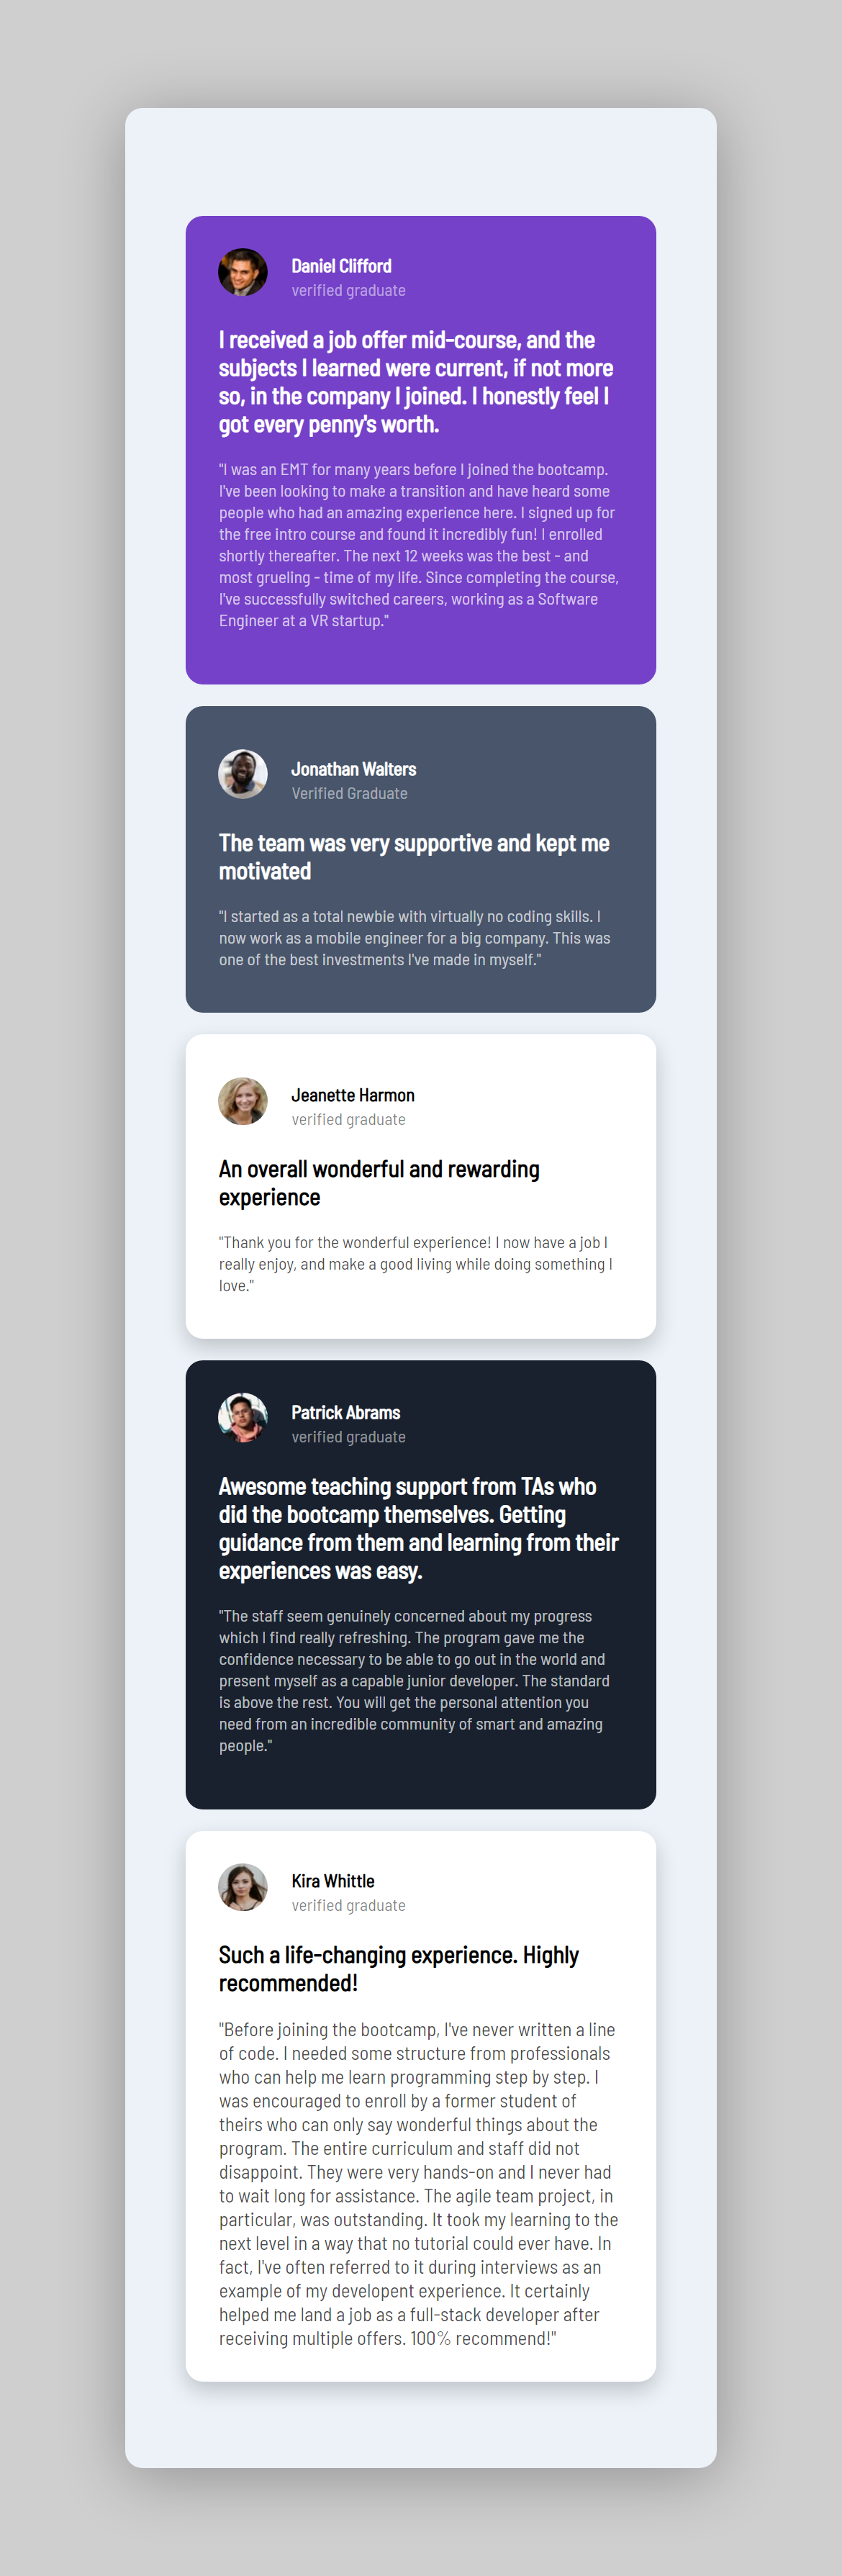 Daniel Clifford
verified graduate
I received a job offer mid-course, and the
subjects I learned were current, if not more
so, in the company I joined. I honestly feel I
got every penny's worth.
"I was an EMT for many years before I joined the bootcamp.
I've been looking to make a transition and have heard some
people who had an amazing experience here. I signed up for
the free intro course and found it incredibly fun! I enrolled
shortly thereafter. The next 12 weeks was the best - and
most grueling - time of my life. Since completing the course,
I've successfully switched careers, working as a Software
Engineer at a VR startup."
Jonathan Walters
Verified Graduate
The team was very supportive and kept me
motivated
"I started as a total newbie with virtually no coding skills. I
now work as a mobile engineer for a big company. This was
one of the best investments I've made in myself."
Jeanette Harmon
verified graduate
An overall wonderful and rewarding
experience
"Thank you for the wonderful experience! I now have a job I
really enjoy, and make a good living while doing something I
love."
Patrick Abrams
verified graduate
Awesome teaching support from TAs who
did the bootcamp themselves. Getting
guidance from them and learning from their
experiences was easy.
"The staff seem genuinely concerned about my progress
which I find really refreshing. The program gave me the
confidence necessary to be able to go out in the world and
present myself as a capable junior developer. The standard
is above the rest. You will get the personal attention you
need from an incredible community of smart and amazing
people."
Kira Whittle
verified graduate
Such a life-changing experience. Highly
recommended!
"Before joining the bootcamp, I've never written a line
of code. I needed some structure from professionals
who can help me learn programming step by step. I
was encouraged to enroll by a former student of
theirs who can only say wonderful things about the
program. The entire curriculum and staff did not
disappoint. They were very hands-on and I never had
to wait long for assistance. The agile team project, in
particular, was outstanding. It took my learning to the
next level in a way that no tutorial could ever have. In
fact, I've often referred to it during interviews as an
example of my developent experience. It certainly
helped me land a job as a full-stack developer after
receiving multiple offers. 100% recommend!"